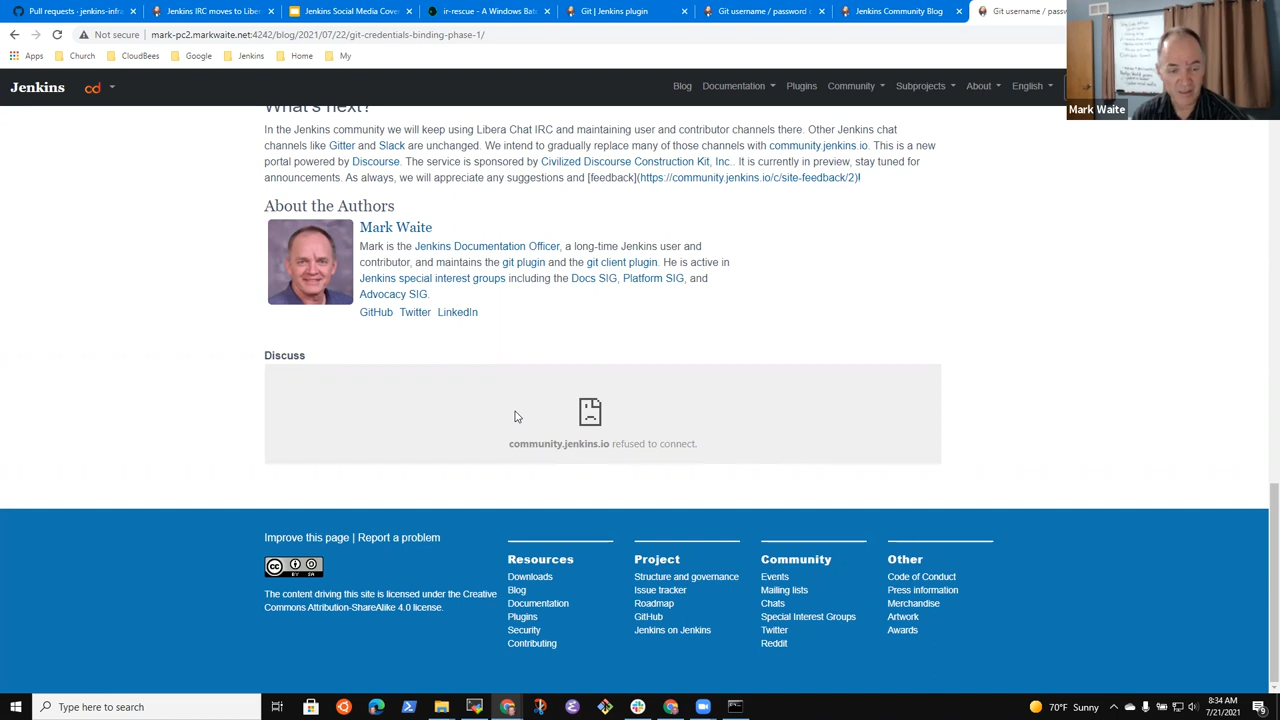 Pull requests · jenkins-infra
Jenkins IRC moves to Liber
Jenkins Social Media Cover
ir-rescue - A Windows Bat
Git | Jenkins plugin
Git username / password
Jenkins Community Blog
Git username / passw
Not secure | mark-pc2.markwaite.net:4242/blog/2021/07/22/git-credentials-binging-phase-1/
Apps Church CloudBees Google Jenkins Home My
Jenkins cd Blog Documentation Plugins Community Subprojects About English
Mark Waite
What's next?
In the Jenkins community we will keep using Libera Chat IRC and maintaining user and contributor channels there. Other Jenkins chat
channels like Gitter and Slack are unchanged. We intend to gradually replace many of those channels with community.jenkins.io. This is a new
portal powered by Discourse. The service is sponsored by Civilized Discourse Construction Kit, Inc.. It is currently in preview, stay tuned for
announcements. As always, we will appreciate any suggestions and [feedback](https://community.jenkins.io/c/site-feedback/2)!
About the Authors
Mark Waite
Mark is the Jenkins Documentation Officer, a long-time Jenkins user and
contributor, and maintains the git plugin and the git client plugin. He is active in
Jenkins special interest groups including the Docs SIG, Platform SIG, and
Advocacy SIG.
GitHub Twitter LinkedIn
Discuss
community.jenkins.io refused to connect.
Improve this page | Report a problem
CC BY SA
The content driving this site is licensed under the Creative
Commons Attribution-ShareAlike 4.0 license.
Resources
Downloads
Blog
Documentation
Plugins
Security
Contributing
Project
Structure and governance
Issue tracker
Roadmap
GitHub
Jenkins on Jenkins
Community
Events
Mailing lists
Chats
Special Interest Groups
Twitter
Reddit
Other
Code of Conduct
Press information
Merchandise
Artwork
Awards
Type here to search
70°F Sunny
8:34 AM
7/21/2021